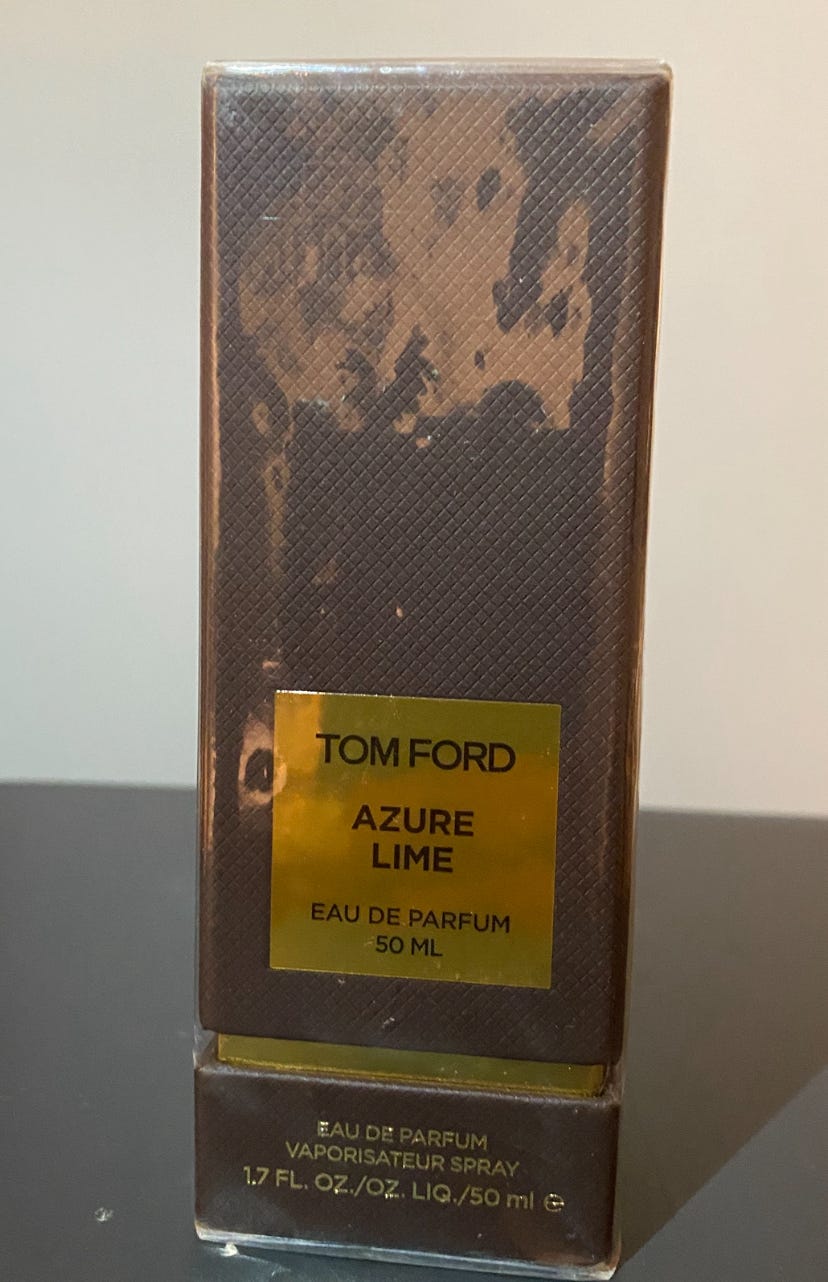 TOM FORD
AZURE
LIME
EAU DE PARFUM
50 ML
EAU DE PARFUM
VAPORISATEUR SPRAY
1.7 FL. OZ./OZ. LIQ./50 ml ℮